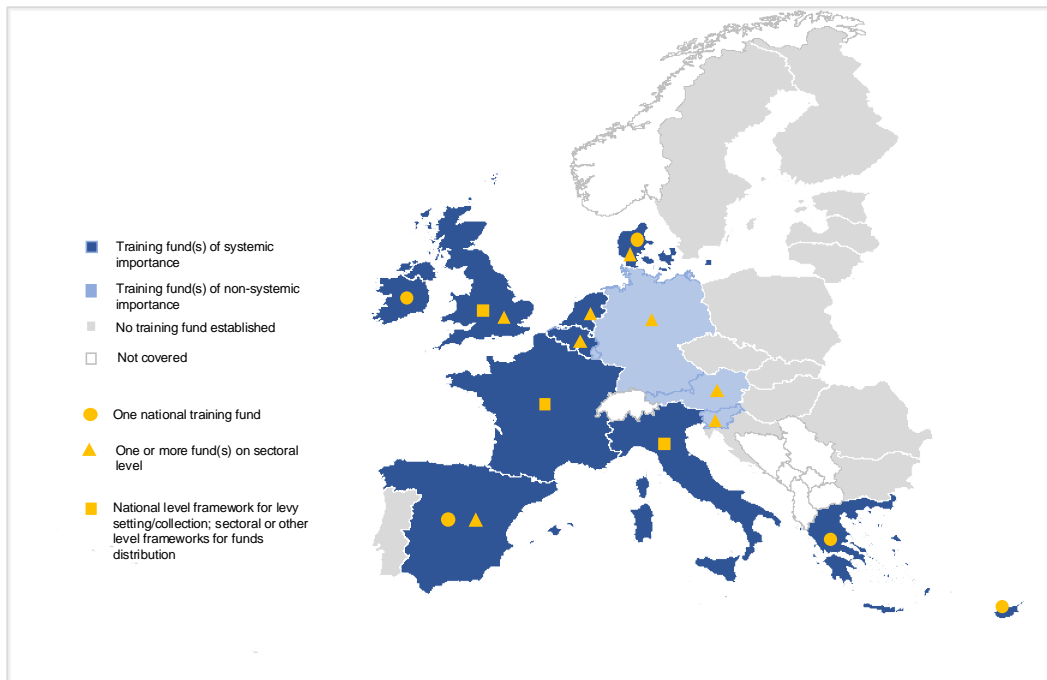 Training fund(s) of systemic
importance
Training fund(s) of non-systemic
importance
No training fund established
Not covered
One national training fund
One or more fund(s) on sectoral
level
National level framework for levy
setting/collection; sectoral or other
level frameworks for funds
distribution